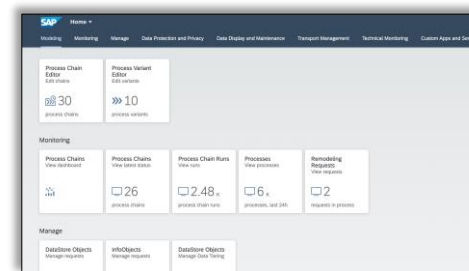 SAP Home
Modeling Monitoring Manage Data Protection and Privacy Data Display and Maintenance Transport Management Technical Monitoring Custom Apps and Ser
Process Chain Editor
Edit chains
30
process chains
Process Variant Editor
Edit variants
10
process variants
Monitoring
Process Chains
View dashboard
Process Chains
View latest status
26
process chains
Process Chain Runs
View runs
2.48 K
process chain runs
Processes
View processes
6 K
processes, last 24h
Remodeling Requests
View requests
2
requests in process
Manage
DataStore Objects
Manage requests
InfoObjects
Manage requests
DataStore Objects
Manage Data Tiering